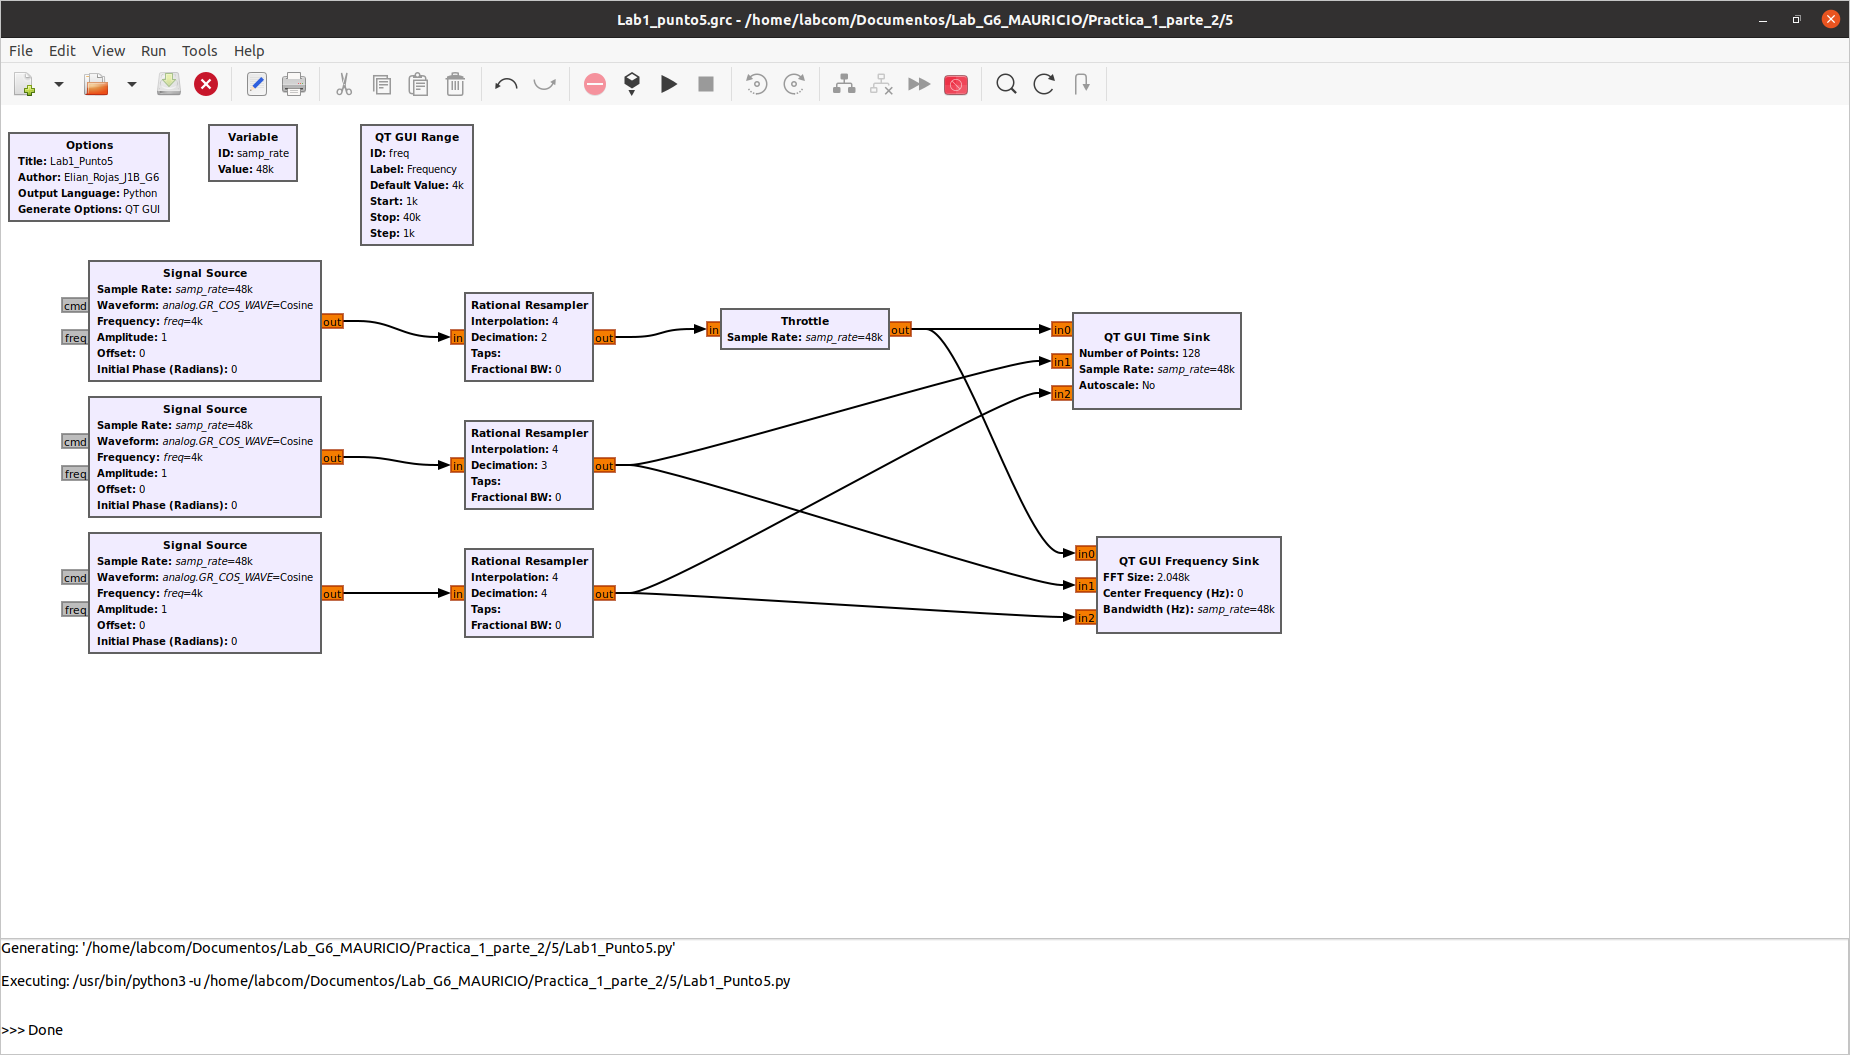 Lab1_punto5.grc - /home/labcom/Documentos/Lab_G6_MAURICIO/Practica_1_parte_2/5
File Edit View Run Tools Help
Options
Title: Lab1_Punto5
Author: Elian_Rojas_J1B_G6
Output Language: Python
Generate Options: QT GUI
Variable
ID: samp_rate
Value: 48k
QT GUI Range
ID: freq
Label: Frequency
Default Value: 4k
Start: 1k
Stop: 40k
Step: 1k
cmd
freq
Signal Source
Sample Rate: samp_rate=48k
Waveform: analog.GR_COS_WAVE=Cosine
Frequency: freq=4k
Amplitude: 1
Offset: 0
Initial Phase (Radians): 0
out
in
Rational Resampler
Interpolation: 4
Decimation: 2
Taps:
Fractional BW: 0
out
in
Throttle
Sample Rate: samp_rate=48k
out
in0
in1
in2
QT GUI Time Sink
Number of Points: 128
Sample Rate: samp_rate=48k
Autoscale: No
cmd
freq
Signal Source
Sample Rate: samp_rate=48k
Waveform: analog.GR_COS_WAVE=Cosine
Frequency: freq=4k
Amplitude: 1
Offset: 0
Initial Phase (Radians): 0
out
in
Rational Resampler
Interpolation: 4
Decimation: 3
Taps:
Fractional BW: 0
out
cmd
freq
Signal Source
Sample Rate: samp_rate=48k
Waveform: analog.GR_COS_WAVE=Cosine
Frequency: freq=4k
Amplitude: 1
Offset: 0
Initial Phase (Radians): 0
out
in
Rational Resampler
Interpolation: 4
Decimation: 4
Taps:
Fractional BW: 0
out
in0
in1
in2
QT GUI Frequency Sink
FFT Size: 2.048k
Center Frequency (Hz): 0
Bandwidth (Hz): samp_rate=48k
Generating: '/home/labcom/Documentos/Lab_G6_MAURICIO/Practica_1_parte_2/5/Lab1_Punto5.py'
Executing: /usr/bin/python3 -u /home/labcom/Documentos/Lab_G6_MAURICIO/Practica_1_parte_2/5/Lab1_Punto5.py
>>> Done